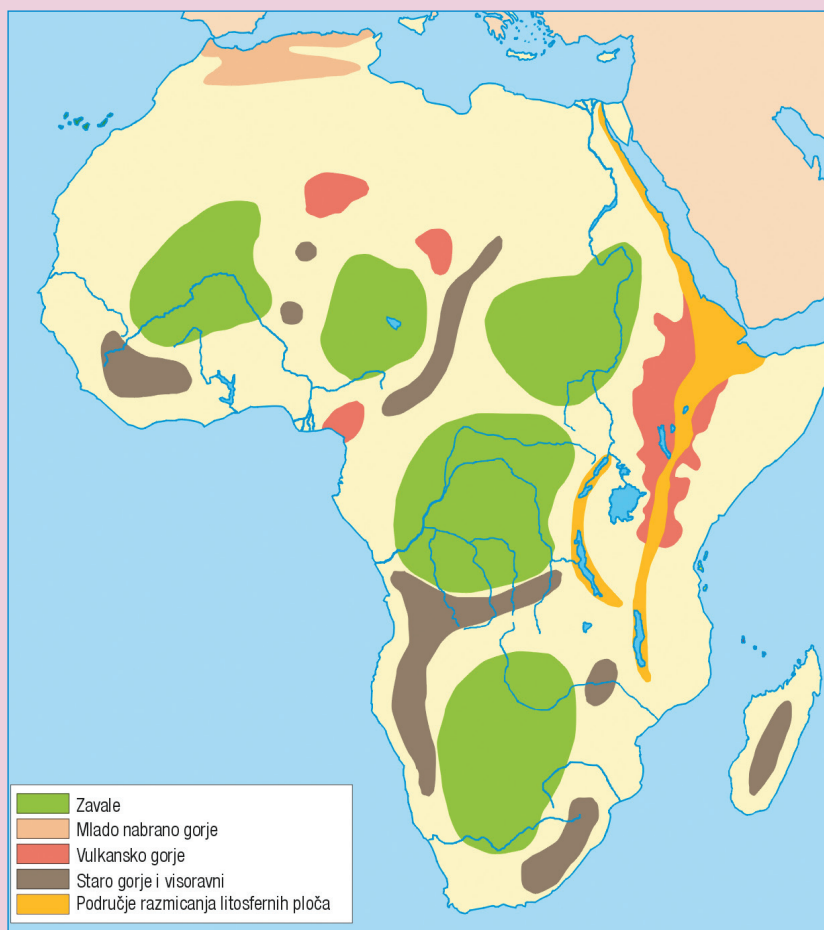 Zavale
Mlado nabrano gorje
Vulkansko gorje
Staro gorje i visoravni
Područje razmicanja litosfernih ploča